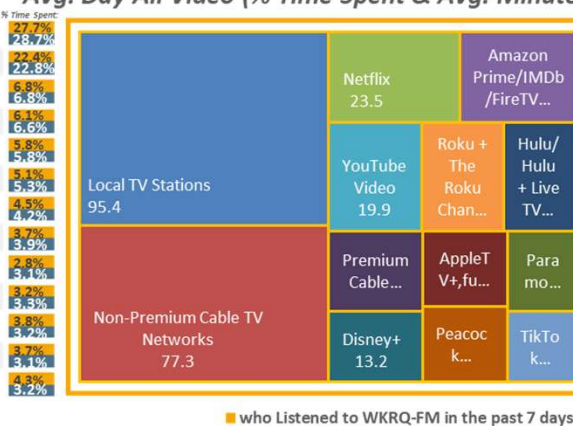 Avg. Day All Video (% Time Spent & Avg. Minute
% Time Spent:
27.7%
28.7%
22.4%
22.8%
6.8%
6.8%
6.1%
6.6%
5.8%
5.8%
5.1%
5.3%
4.5%
4.2%
3.7%
3.9%
2.8%
3.1%
3.2%
3.3%
3.8%
3.2%
3.7%
3.1%
4.3%
3.2%
Local TV Stations
95.4
Non-Premium Cable TV
Networks
77.3
Netflix
23.5
Amazon
Prime/IMDb
/FireTV...
YouTube
Video
19.9
Roku +
The
Roku
Chan...
Hulu/
Hulu
+ Live
TV...
Premium
Cable...
AppleT
V+,fu...
Para
mo...
Disney+
13.2
Peacoc
k...
TikTo
k...
who Listened to WKRQ-FM in the past 7 days